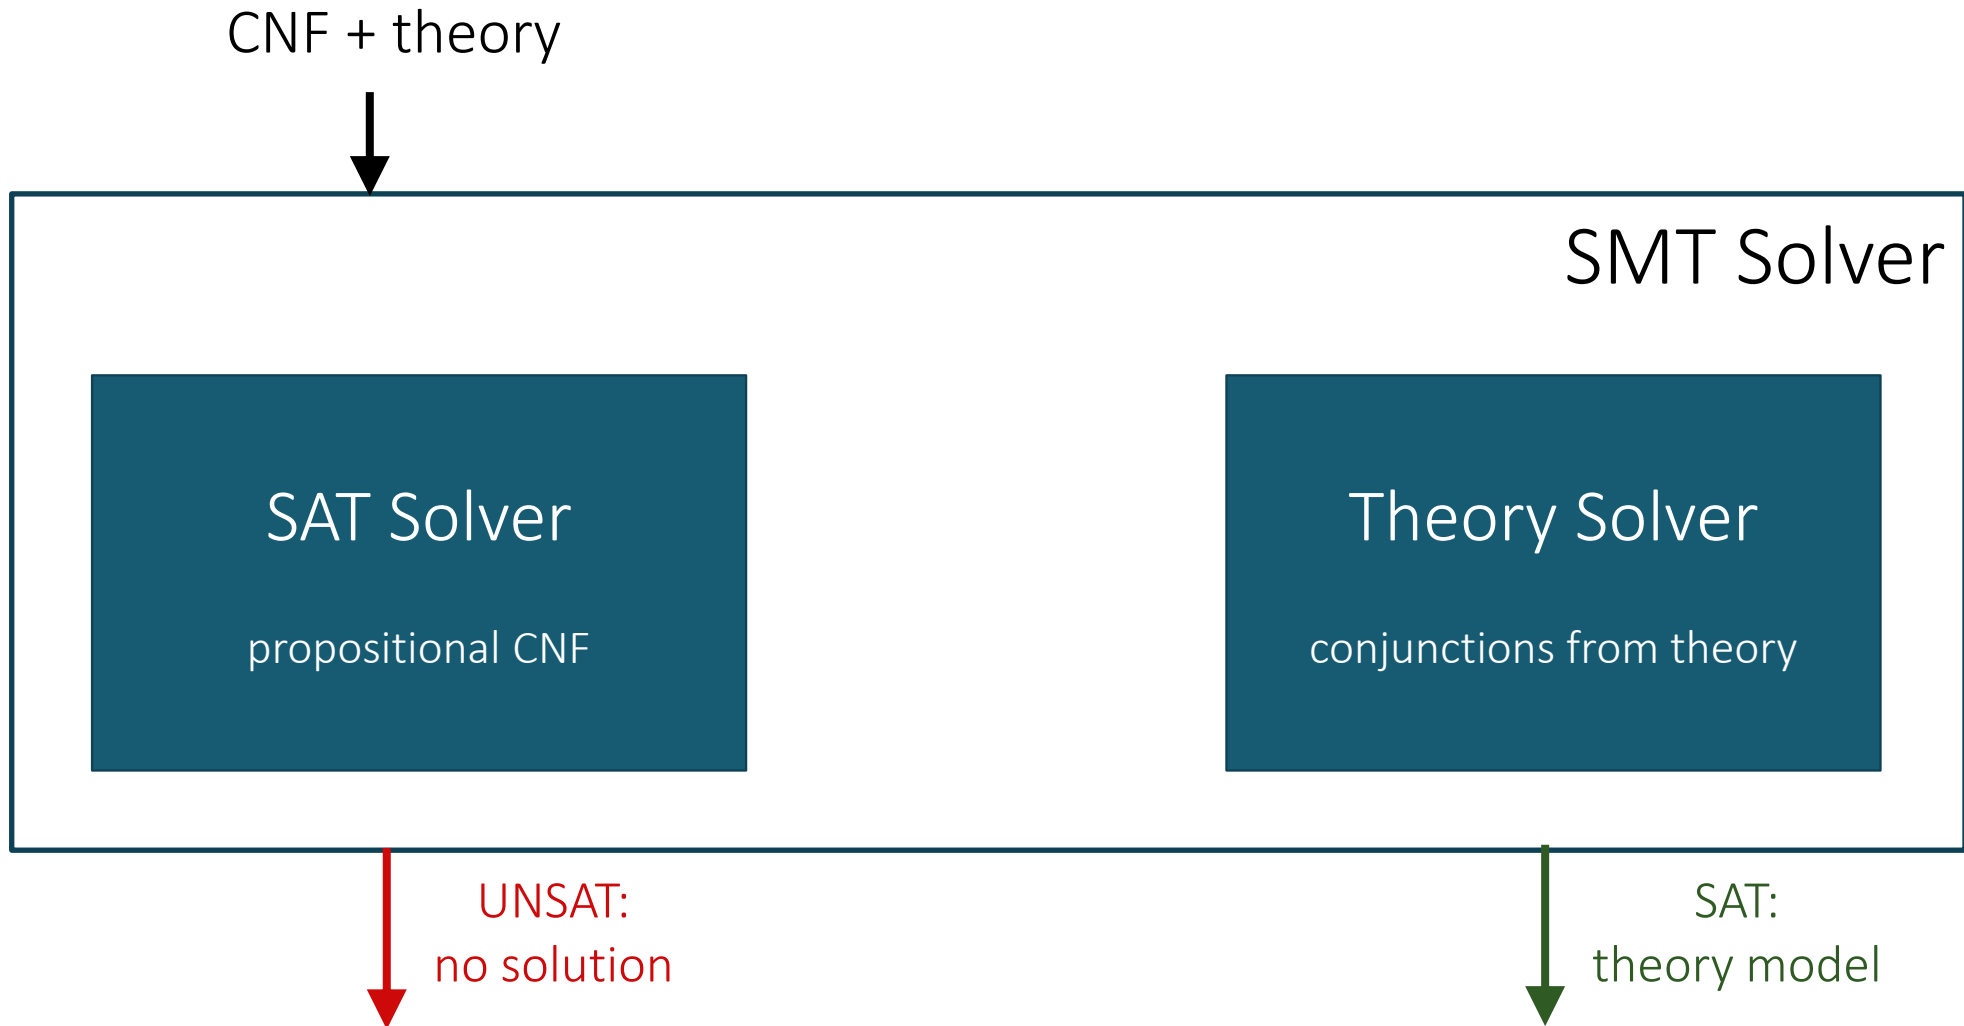 CNF + theory
SMT Solver
SAT Solver
propositional CNF
Theory Solver
conjunctions from theory
UNSAT:
no solution
SAT:
theory model